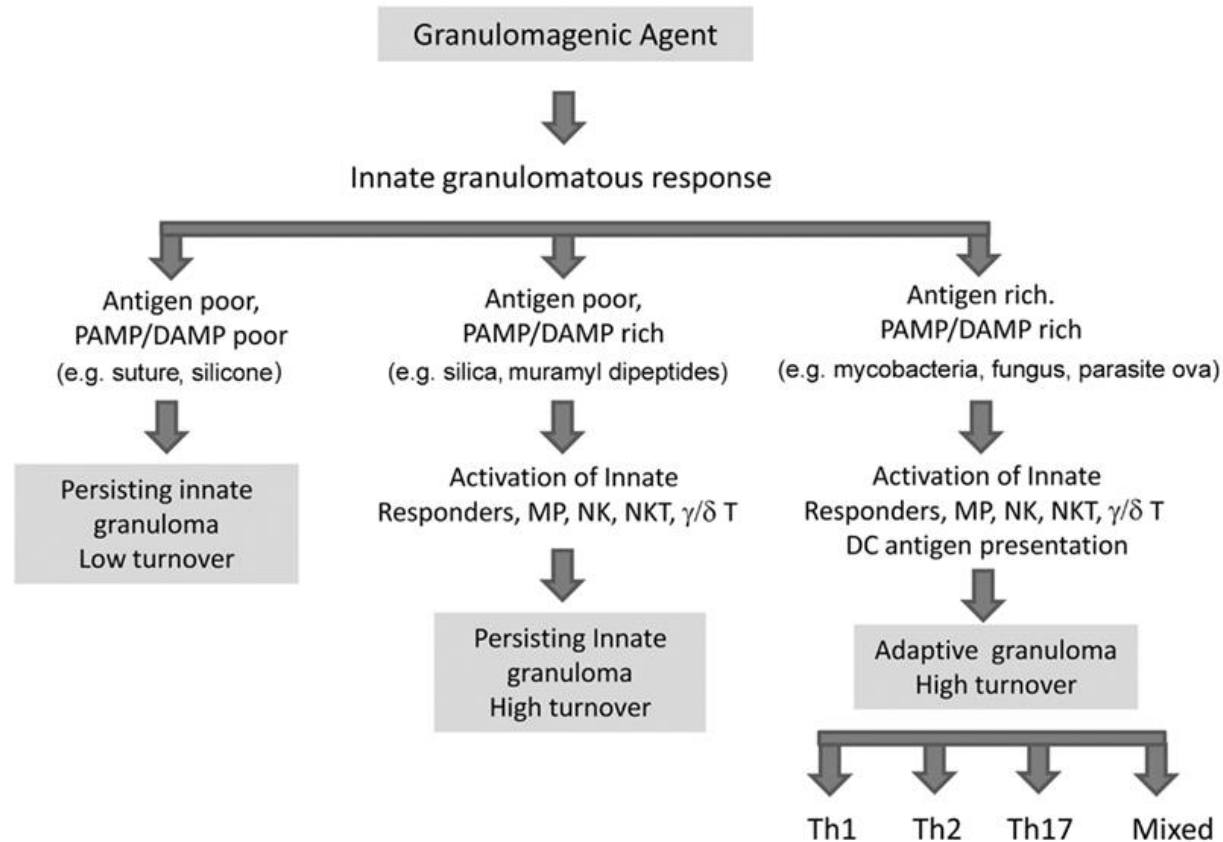 Granulomagenic Agent
Innate granulomatous response
Antigen poor,
PAMP/DAMP poor
(e.g. suture, silicone)
Persisting innate
granuloma
Low turnover
Antigen poor,
PAMP/DAMP rich
(e.g. silica, muramyl dipeptides)
Activation of Innate
Responders, MP, NK, NKT, γ/δ T
Persisting Innate
granuloma
High turnover
Antigen rich.
PAMP/DAMP rich
(e.g. mycobacteria, fungus, parasite ova)
Activation of Innate
Responders, MP, NK, NKT, γ/δ T
DC antigen presentation
Adaptive granuloma
High turnover
Th1 Th2 Th17 Mixed